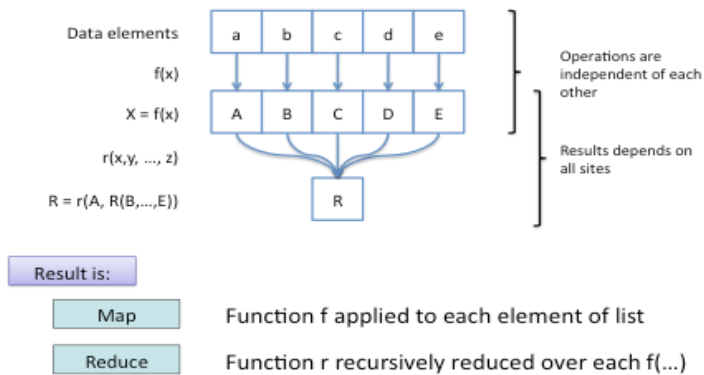 Data elements
a b c d e
f(x)
X = f(x)
A B C D E
r(x,y, ..., z)
R = r(A, R(B,...,E))
R
Operations are
independent of each
other
Results depends on
all sites
Result is:
Map
Function f applied to each element of list
Reduce
Function r recursively reduced over each f(...)